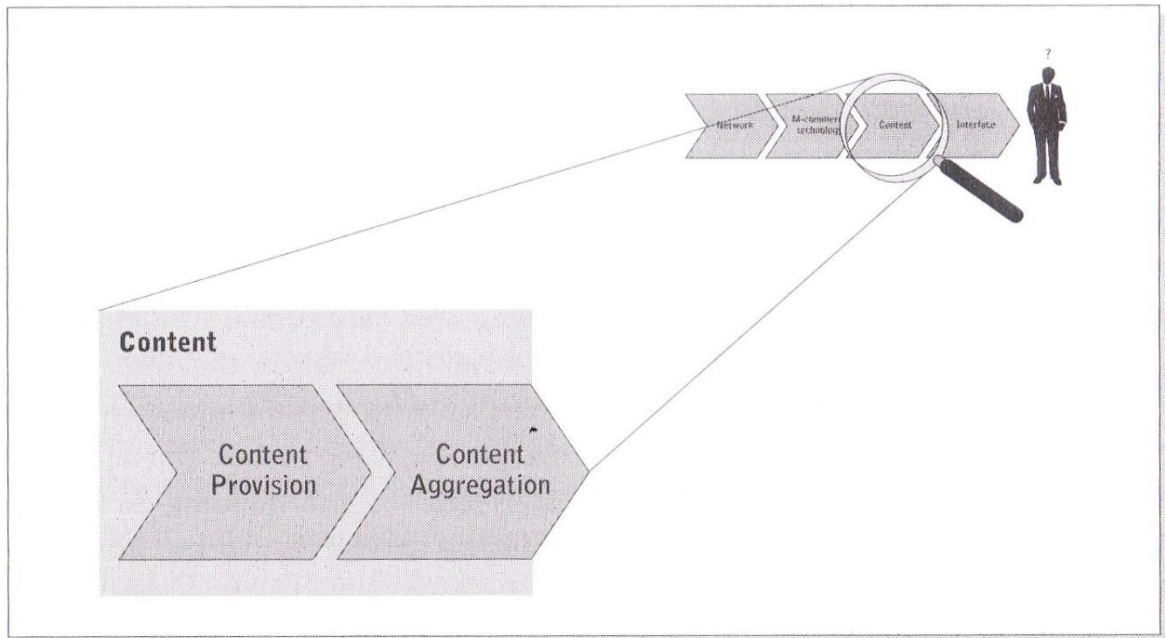 ?
Network
M-commerce
technology
Content
Interface
Content
Content
Provision
Content
Aggregation